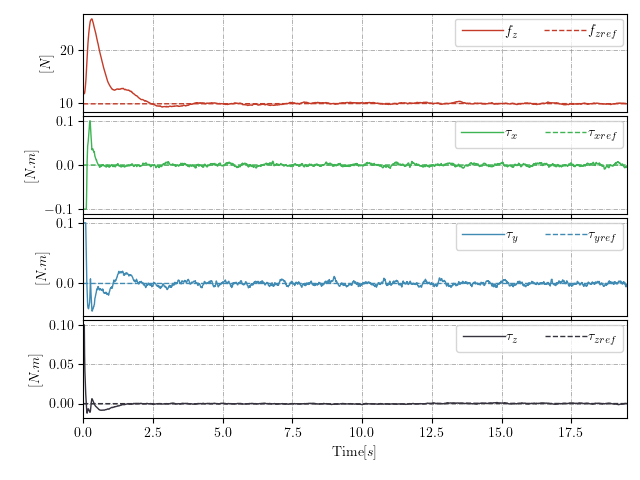 [N]
20
10
f_z
f_zref
[N.m]
0.1
0.0
−0.1
τ_x
τ_xref
[N.m]
0.1
0.0
τ_y
τ_yref
[N.m]
0.10
0.05
0.00
τ_z
τ_zref
0.0 2.5 5.0 7.5 10.0 12.5 15.0 17.5
Time[s]